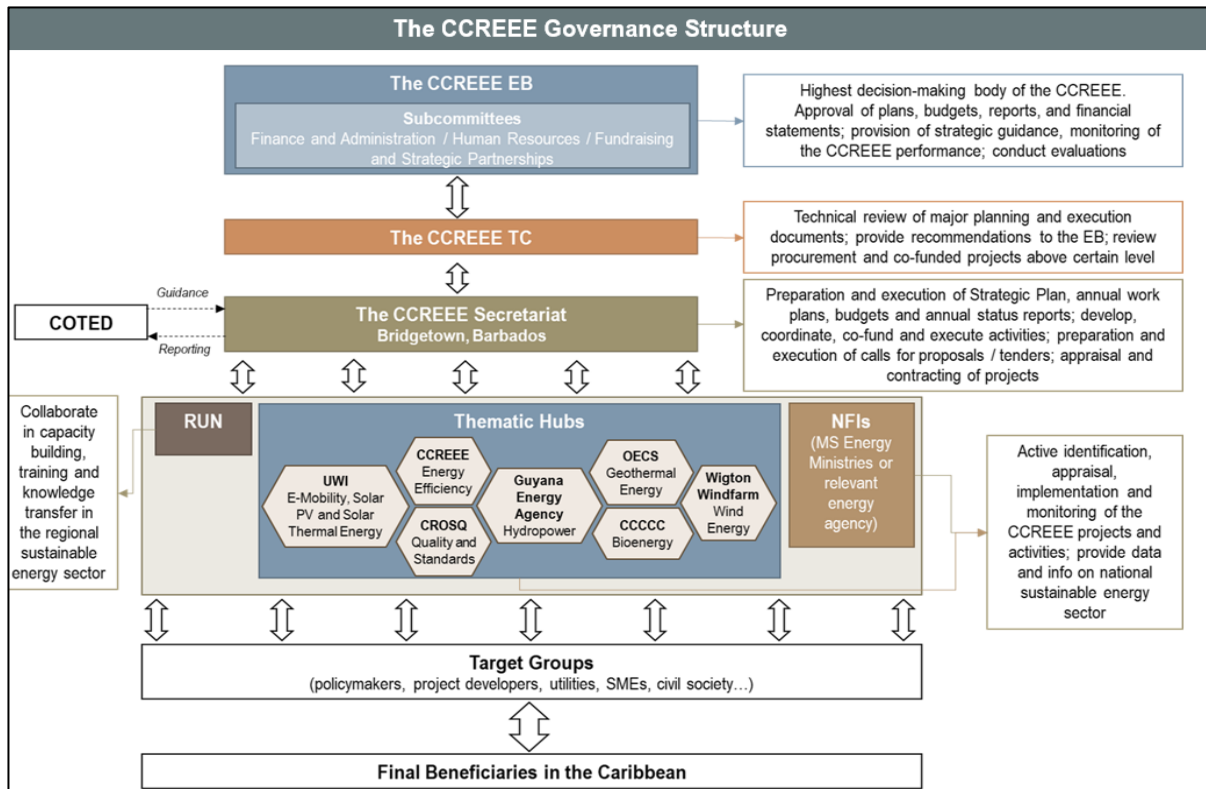 The CCREEE Governance Structure
The CCREEE EB
Subcommittees
Finance and Administration / Human Resources / Fundraising
and Strategic Partnerships
Highest decision-making body of the CCREEE.
Approval of plans, budgets, reports, and financial
statements; provision of strategic guidance, monitoring of
the CCREEE performance; conduct evaluations
The CCREEE TC
Technical review of major planning and execution
documents; provide recommendations to the EB; review
procurement and co-funded projects above certain level
COTED
Guidance
Reporting
The CCREEE Secretariat
Bridgetown, Barbados
Preparation and execution of Strategic Plan, annual work
plans, budgets and annual status reports; develop,
coordinate, co-fund and execute activities; preparation and
execution of calls for proposals / tenders; appraisal and
contracting of projects
Collaborate
in capacity
building,
training and
knowledge
transfer in
the regional
sustainable
energy sector
RUN
Thematic Hubs
UWI
E-Mobility, Solar
PV and Solar
Thermal Energy
CCREEE
Energy
Efficiency
CROSQ
Quality and
Standards
Guyana
Energy
Agency
Hydropower
OECS
Geothermal
Energy
CCCCC
Bioenergy
Wigton
Windfarm
Wind
Energy
NFIs
(MS Energy
Ministries or
relevant
energy
agency)
Active identification,
appraisal,
implementation and
monitoring of the
CCREEE projects and
activities; provide data
and info on national
sustainable energy
sector
Target Groups
(policymakers, project developers, utilities, SMEs, civil society…)
Final Beneficiaries in the Caribbean